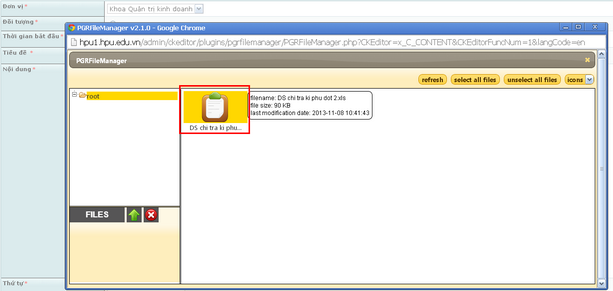 Đơn vị *
Khoa Quản trị kinh doanh
Đối tượng *
Thời gian bắt đầu *
Tiêu đề *
Nội dung *
PGRFileManager v2.1.0 - Google Chrome
hpu1.hpu.edu.vn/admin/ckeditor/plugins/pgrfilemanager/PGRFileManager.php?CKEditor=x_C_CONTENT&CKEditorFuncNum=1&langCode=en
PGRFileManager
refresh
select all files
unselect all files
icons
root
filename: DS chi tra ki phu dot 2.xls
file size: 90 KB
last modification date: 2013-11-08 10:41:43
DS chi tra ki phu...
FILES
Thứ tự *